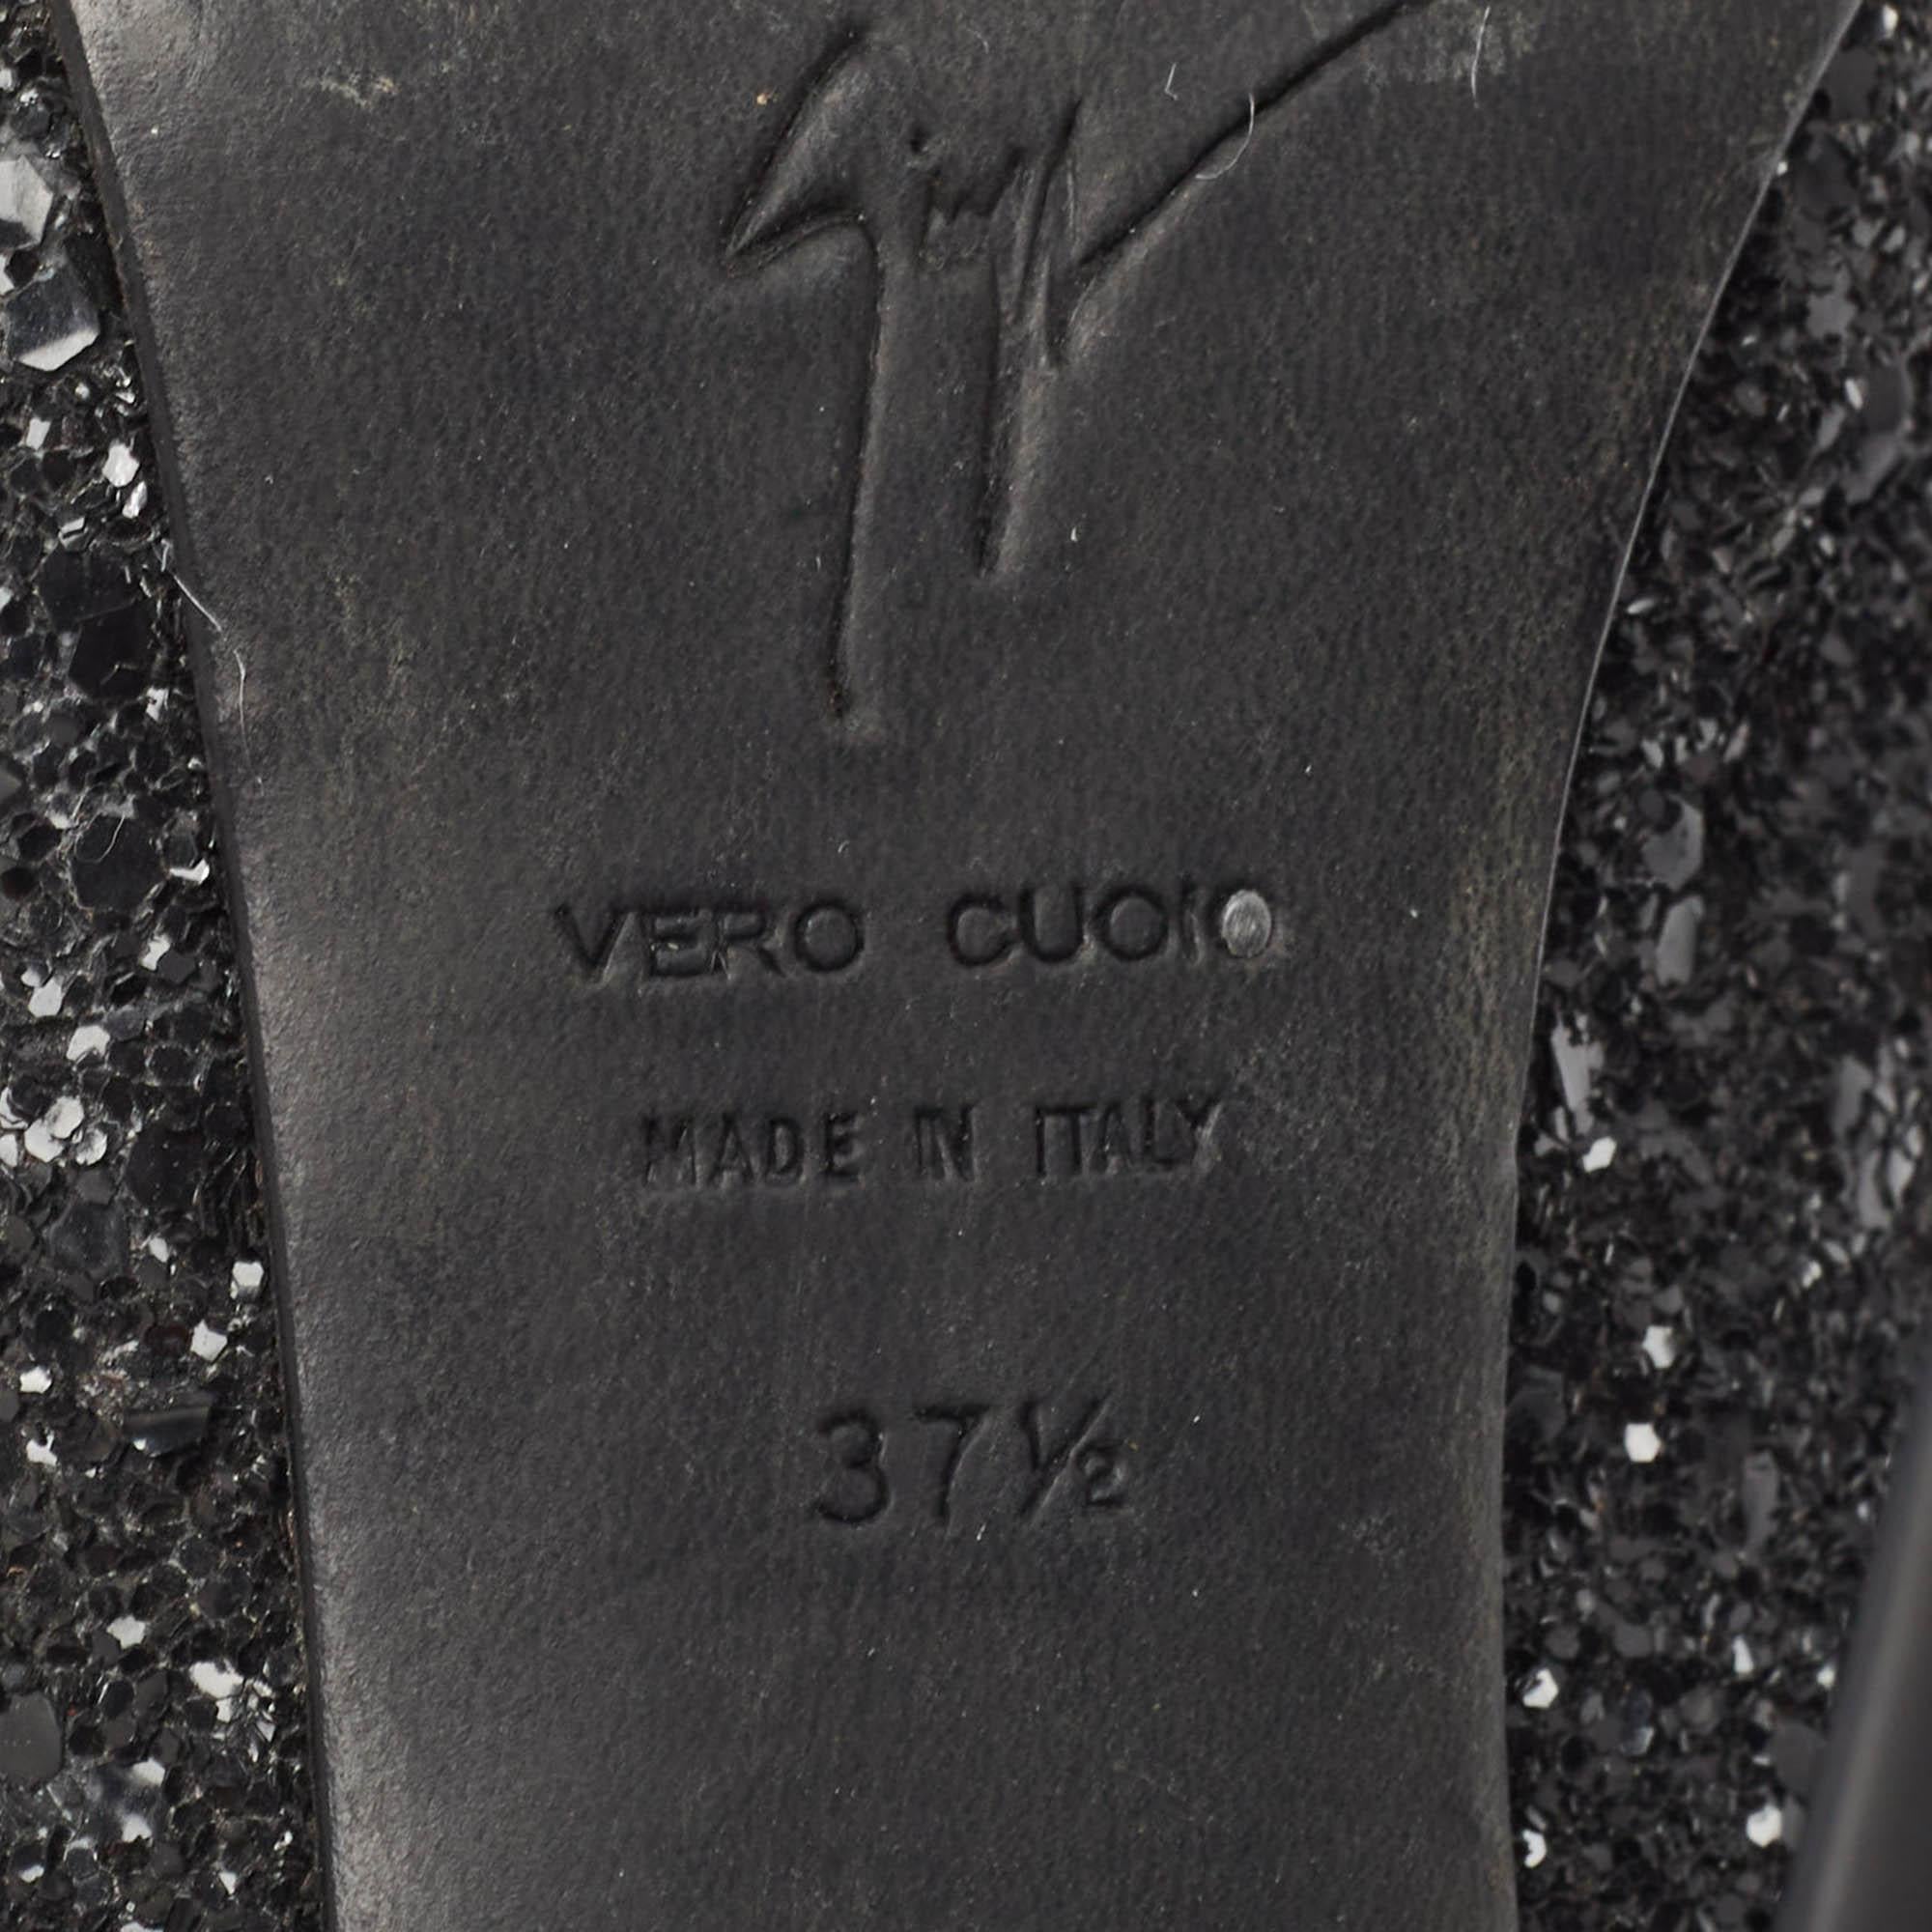 VERO CUOIO
MADE IN ITALY
37½